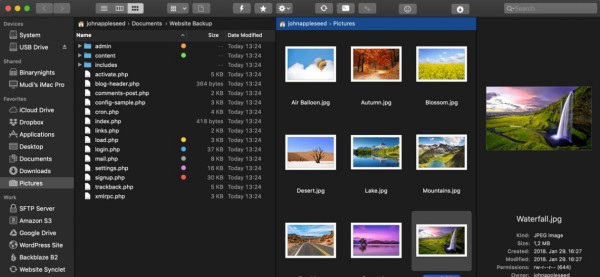 Search
Devices
System
USB Drive
Shared
Binarynights
Mudi's iMac Pro
Favorites
iCloud Drive
Dropbox
Applications
Desktop
Documents
Downloads
Pictures
Work
SFTP Server
Amazon S3
Google Drive
WordPress Site
Backblaze B2
Website Synclet
johnappleseed › Documents › Website Backup
Name Size Date Modified
admin -- Today 13:24
content -- Today 13:24
includes -- Today 13:24
activate.php 5 KB Today 13:24
blog-header.php 364 bytes Today 13:24
comments-post.php 2 KB Today 13:24
config-sample.php 3 KB Today 13:24
cron.php 4 KB Today 13:24
index.php 418 bytes Today 13:24
links.php 2 KB Today 13:24
load.php 3 KB Today 13:24
login.php 37 KB Today 13:24
mail.php 8 KB Today 13:24
settings.php 16 KB Today 13:24
signup.php 30 KB Today 13:24
trackback.php 5 KB Today 13:24
xmlrpc.php 3 KB Today 13:24
johnappleseed › Pictures
Air Balloon.jpg
Autumn.jpg
Blossom.jpg
Desert.jpg
Lake.jpg
Mountains.jpg
Waterfall.jpg
Kind: JPEG image
Size: 1,2 MB
Created: 2018. Jan 29. 16:27
Modified: 2018. Jan 29. 16:27
Permissions: rw-r--r-- (644)
Owner: johnappleseed